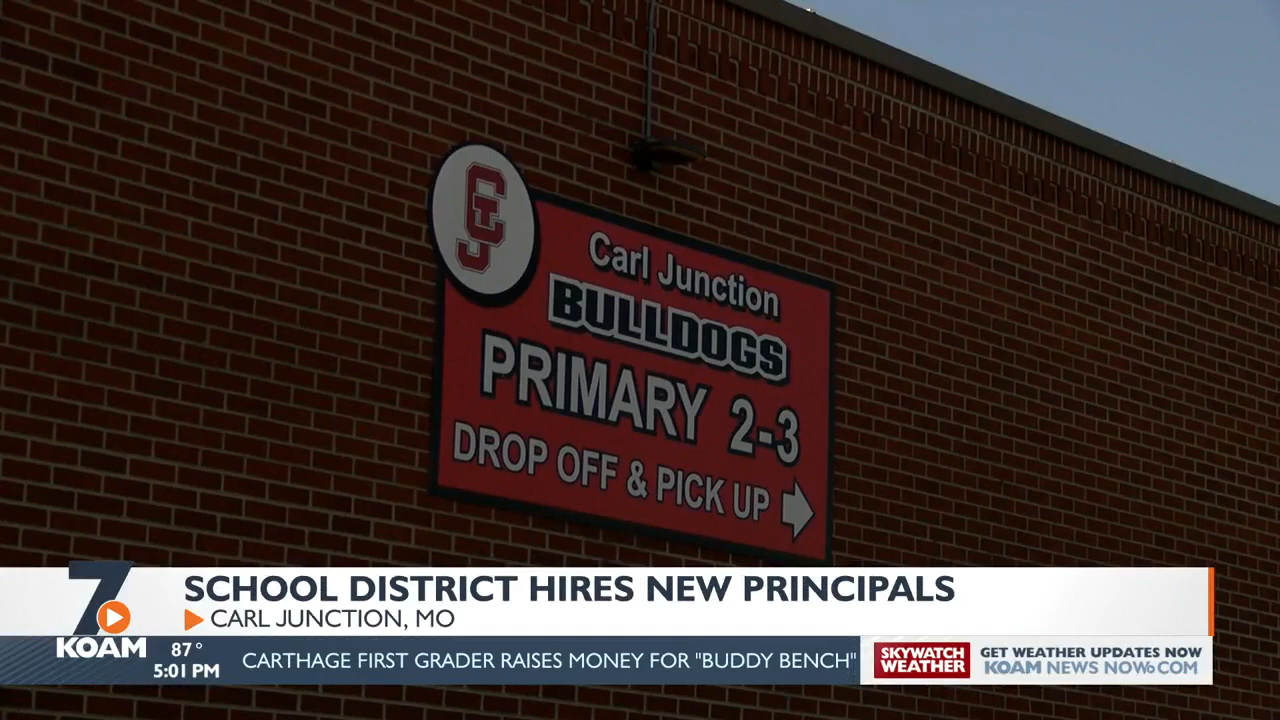 CJ
Carl Junction
BULLDOGS
PRIMARY 2-3
DROP OFF & PICK UP
SCHOOL DISTRICT HIRES NEW PRINCIPALS
CARL JUNCTION, MO
7
KOAM
87°
5:01 PM
CARTHAGE FIRST GRADER RAISES MONEY FOR "BUDDY BENCH"
SKYWATCH
WEATHER
GET WEATHER UPDATES NOW
KOAM NEWS NOW.COM